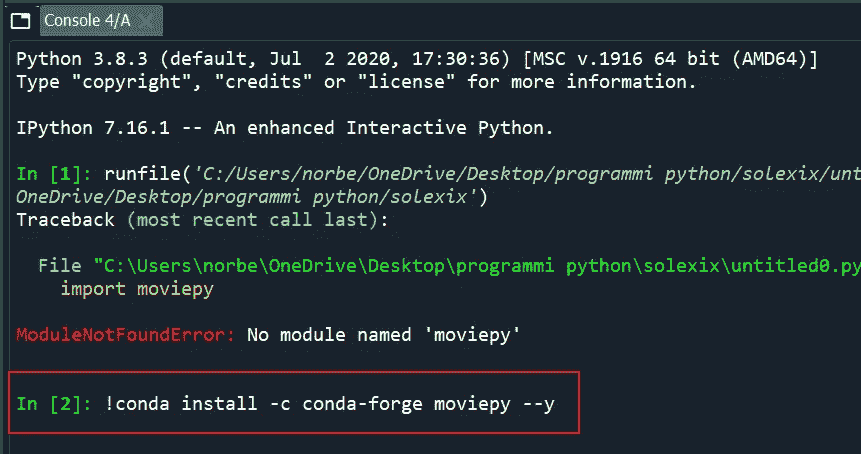 Console 4/A
Python 3.8.3 (default, Jul  2 2020, 17:30:36) [MSC v.1916 64 bit (AMD64)]
Type "copyright", "credits" or "license" for more information.
IPython 7.16.1 -- An enhanced Interactive Python.
In [1]: runfile('C:/Users/norbe/OneDrive/Desktop/programmi python/solexix/unt
OneDrive/Desktop/programmi python/solexix')
Traceback (most recent call last):
File "C:\Users\norbe\OneDrive\Desktop\programmi python\solexix\untitled0.py
import moviepy
ModuleNotFoundError: No module named 'moviepy'
In [2]: !conda install -c conda-forge moviepy --y